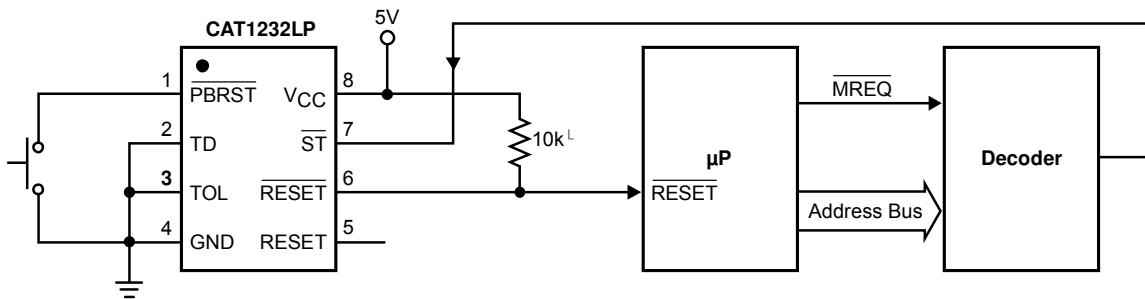 CAT1232LP
5V
1
PBRST
VCC
8
2
TD
ST
7
3
TOL
RESET
6
4
GND
RESET
5
10k
µP
RESET
MREQ
Address Bus
Decoder